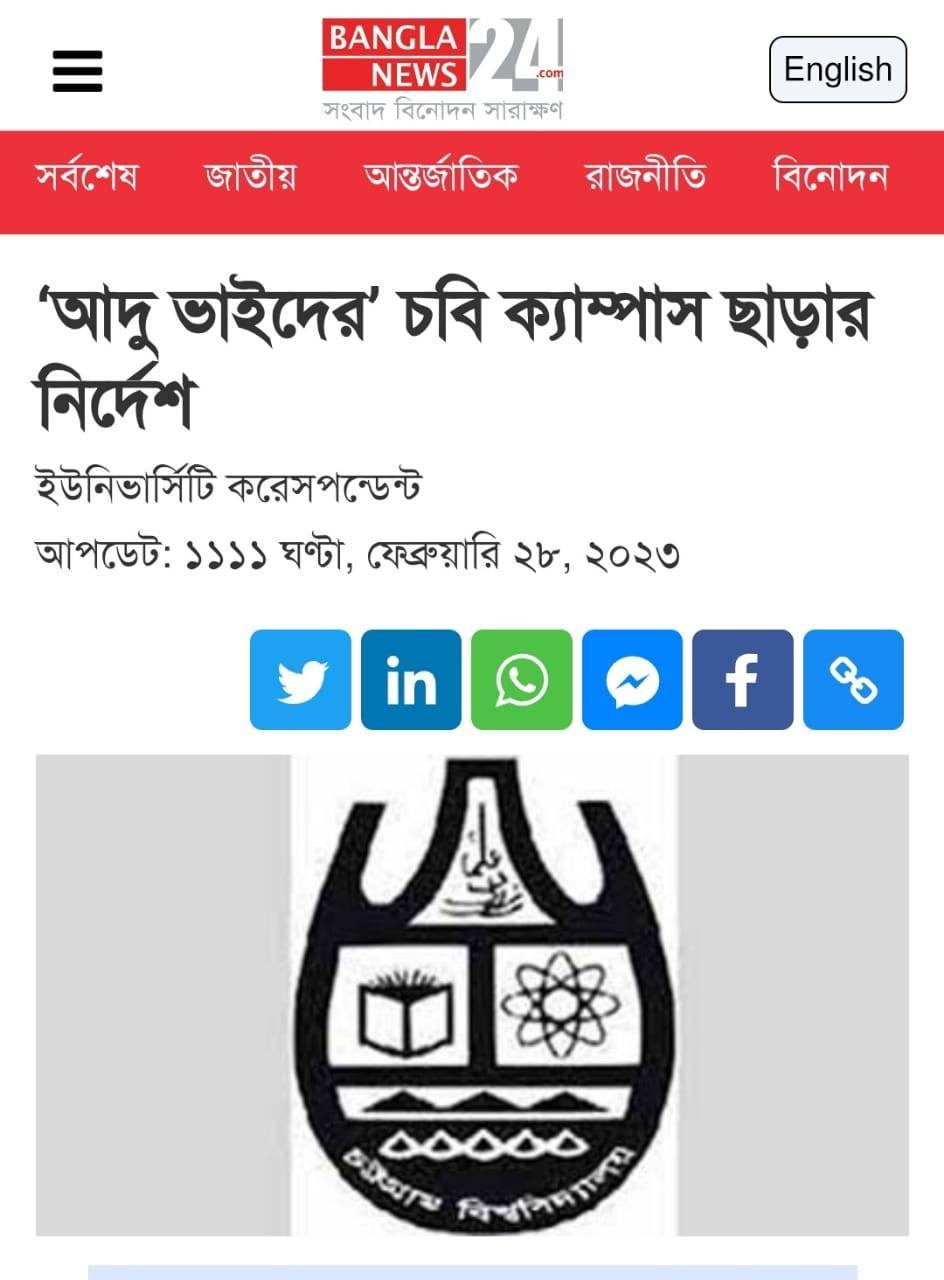 BANGLA
NEWS 24 .com
English
সংবাদ বিনোদন সারাক্ষণ
সর্বশেষ জাতীয় আন্তর্জাতিক রাজনীতি বিনোদন
‘আদু ভাইদের’ চবি ক্যাম্পাস ছাড়ার
নির্দেশ
ইউনিভার্সিটি করেসপন্ডেন্ট
আপডেট: ১১১১ ঘণ্টা, ফেব্রুয়ারি ২৮, ২০২৩
চট্টগ্রাম বিশ্ববিদ্যালয়